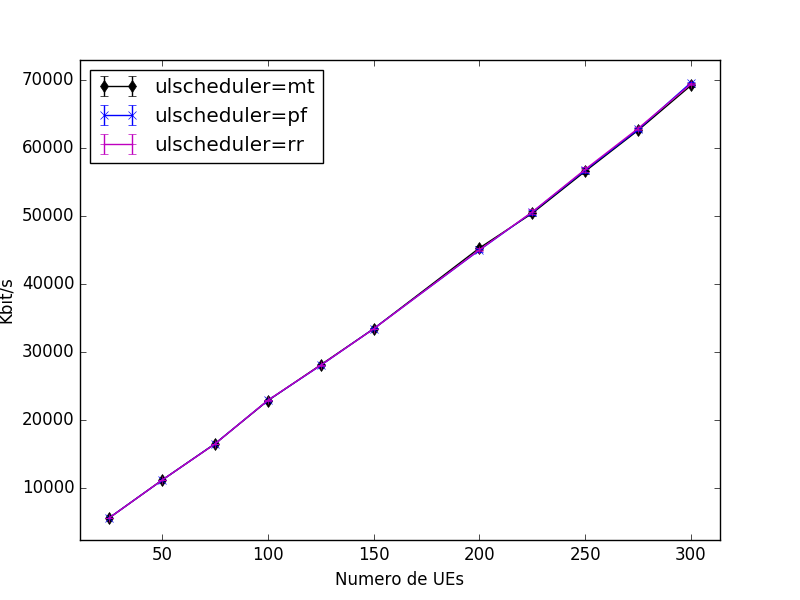 ulscheduler=mt
ulscheduler=pf
ulscheduler=rr
70000
60000
50000
40000
30000
20000
10000
Kbit/s
50 100 150 200 250 300
Numero de UEs